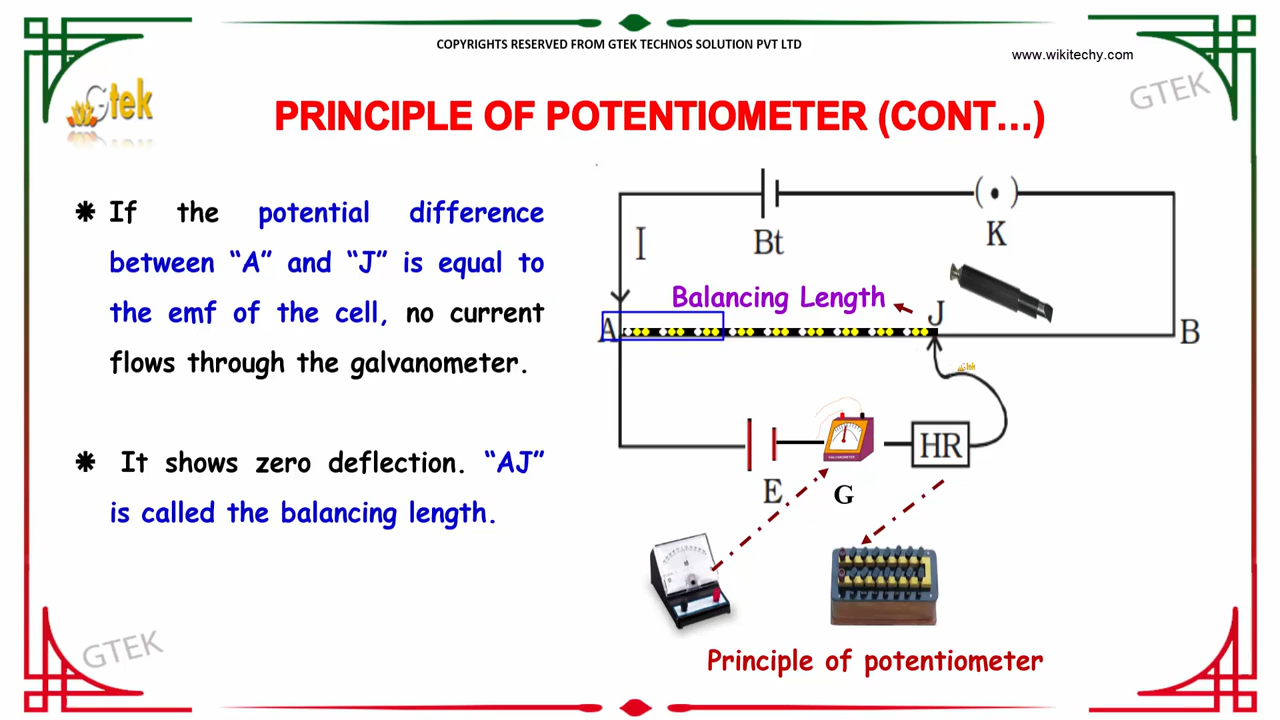 COPYRIGHTS RESERVED FROM GTEK TECHNOS SOLUTION PVT LTD
www.wikitechy.com
Gtek
GTEK
PRINCIPLE OF POTENTIOMETER (CONT...)
✷ If the potential difference
between “A” and “J” is equal to
the emf of the cell, no current
flows through the galvanometer.
✷ It shows zero deflection. “AJ”
is called the balancing length.
I
Bt
( • )
K
Balancing Length
J
A
B
Gtek
HR
E
G
GTEK
Principle of potentiometer